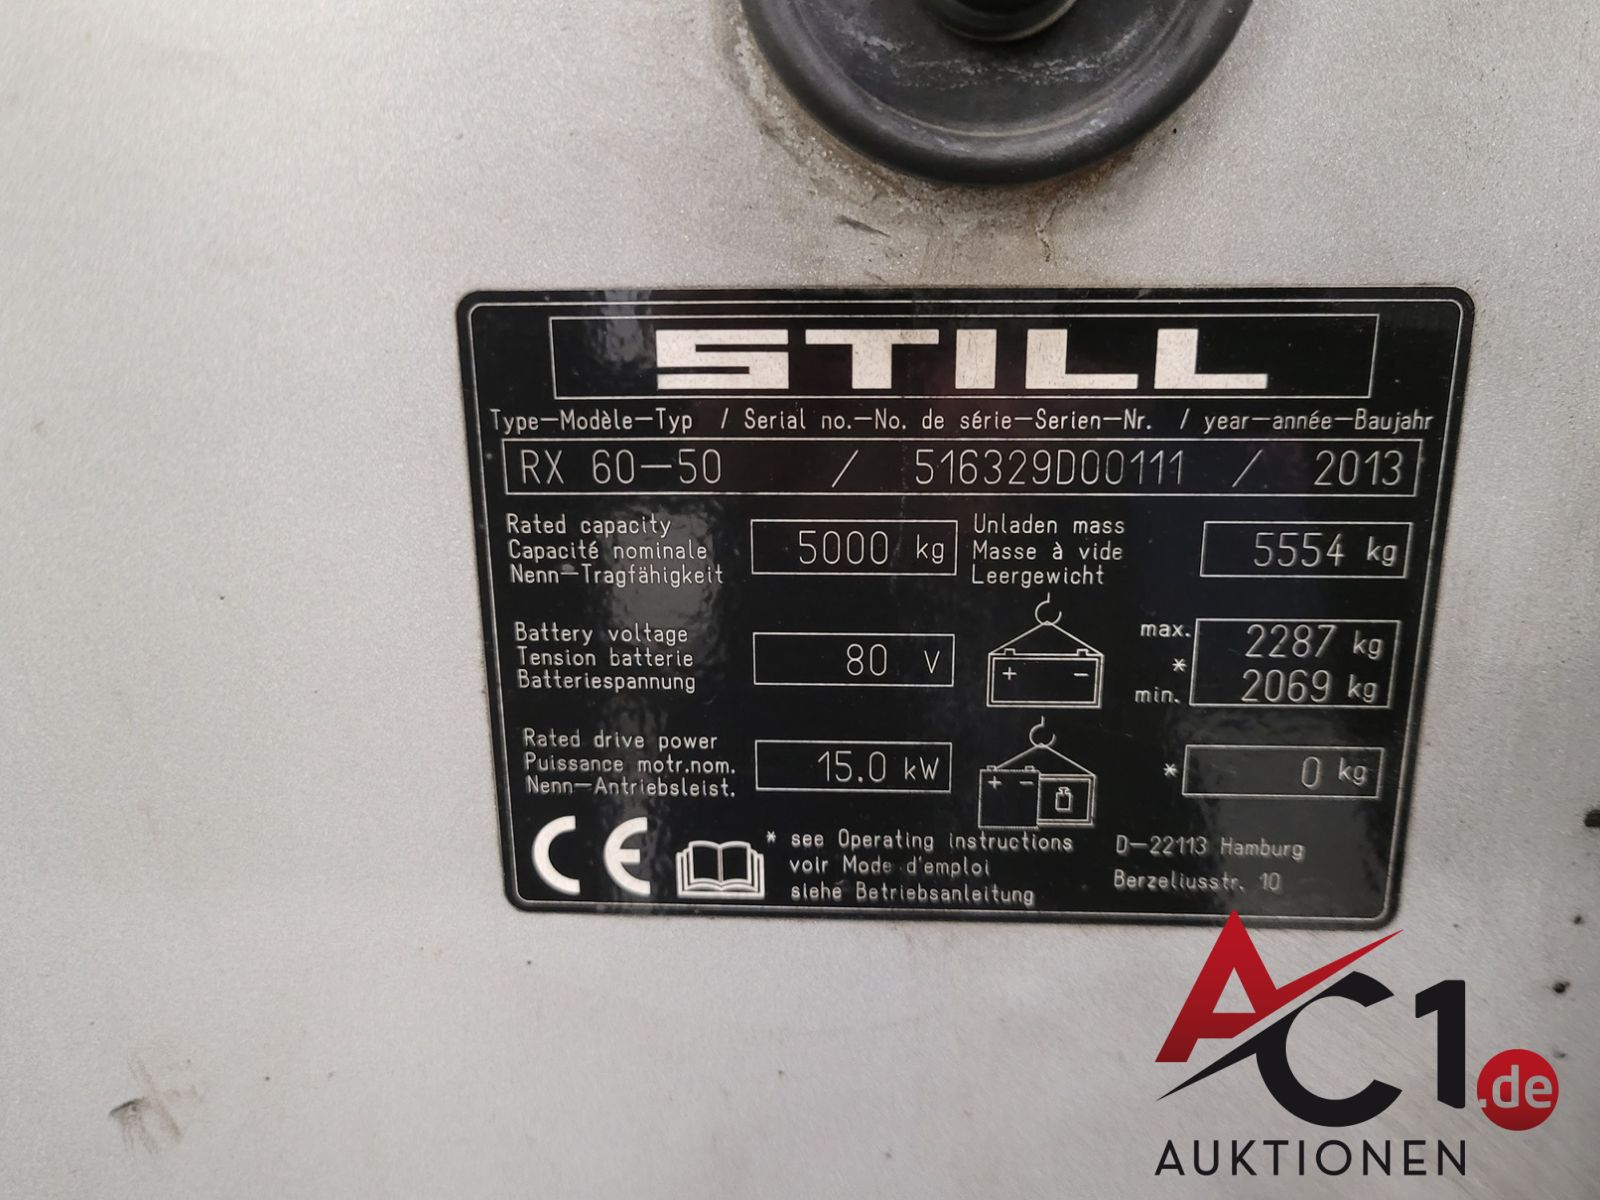 STILL
Type–Modèle–Typ / Serial no.–No. de série–Serien–Nr. / year–année–Baujahr
RX 60–50 / 516329D00111 / 2013
Rated capacity
Capacité nominale
Nenn–Tragfähigkeit
5000 kg
Unladen mass
Masse à vide
Leergewicht
5554 kg
Battery voltage
Tension batterie
Batteriespannung
80 V
+ –
max.
*
min.
2287 kg
2069 kg
Rated drive power
Puissance motr.nom.
Nenn–Antriebsleist.
15.0 kW
+ –
* 0 kg
CE
* see Operating instructions
voir Mode d'emploi
siehe Betriebsanleitung
D–22113 Hamburg
Berzeliusstr. 10
AC1.de
AUKTIONEN